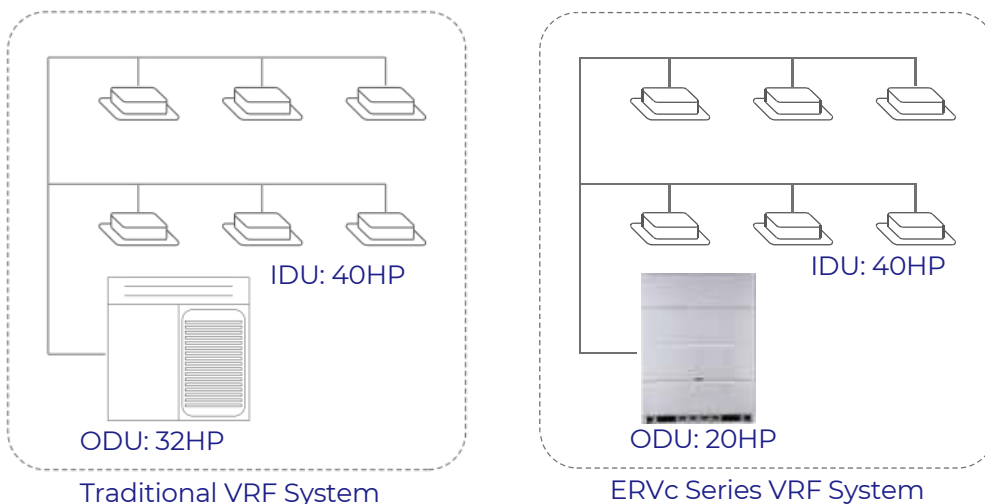 IDU: 40HP
ODU: 32HP
Traditional VRF System
IDU: 40HP
ODU: 20HP
ERVc Series VRF System